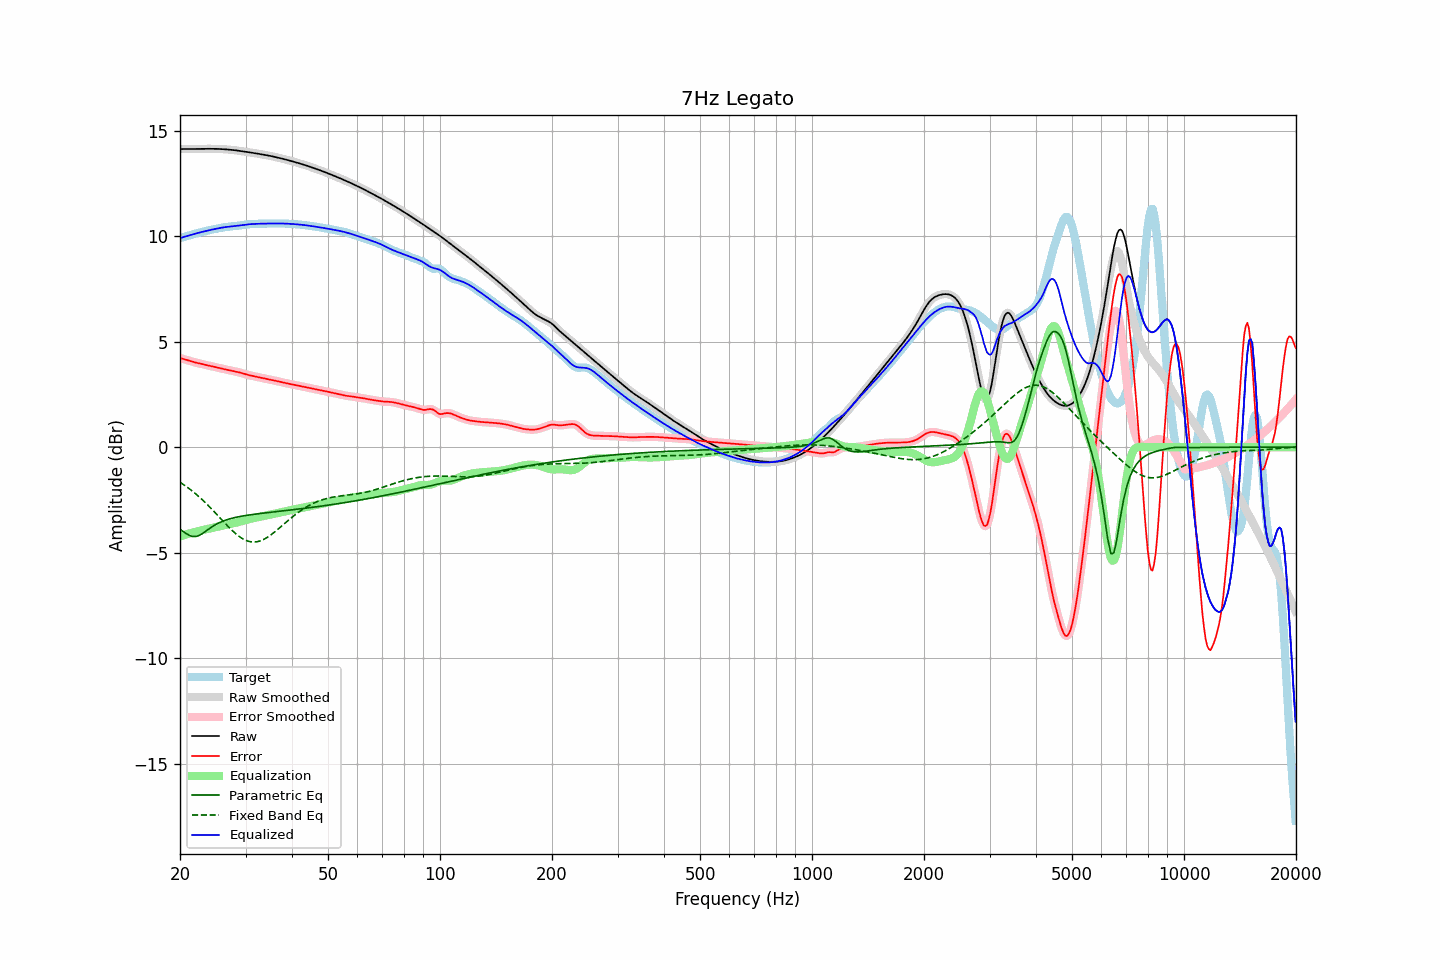 7Hz Legato
Amplitude (dBr)
15
10
5
0
−5
−10
−15
Target
Raw Smoothed
Error Smoothed
Raw
Error
Equalization
Parametric Eq
Fixed Band Eq
Equalized
20 50 100 200 500 1000 2000 5000 10000 20000
Frequency (Hz)